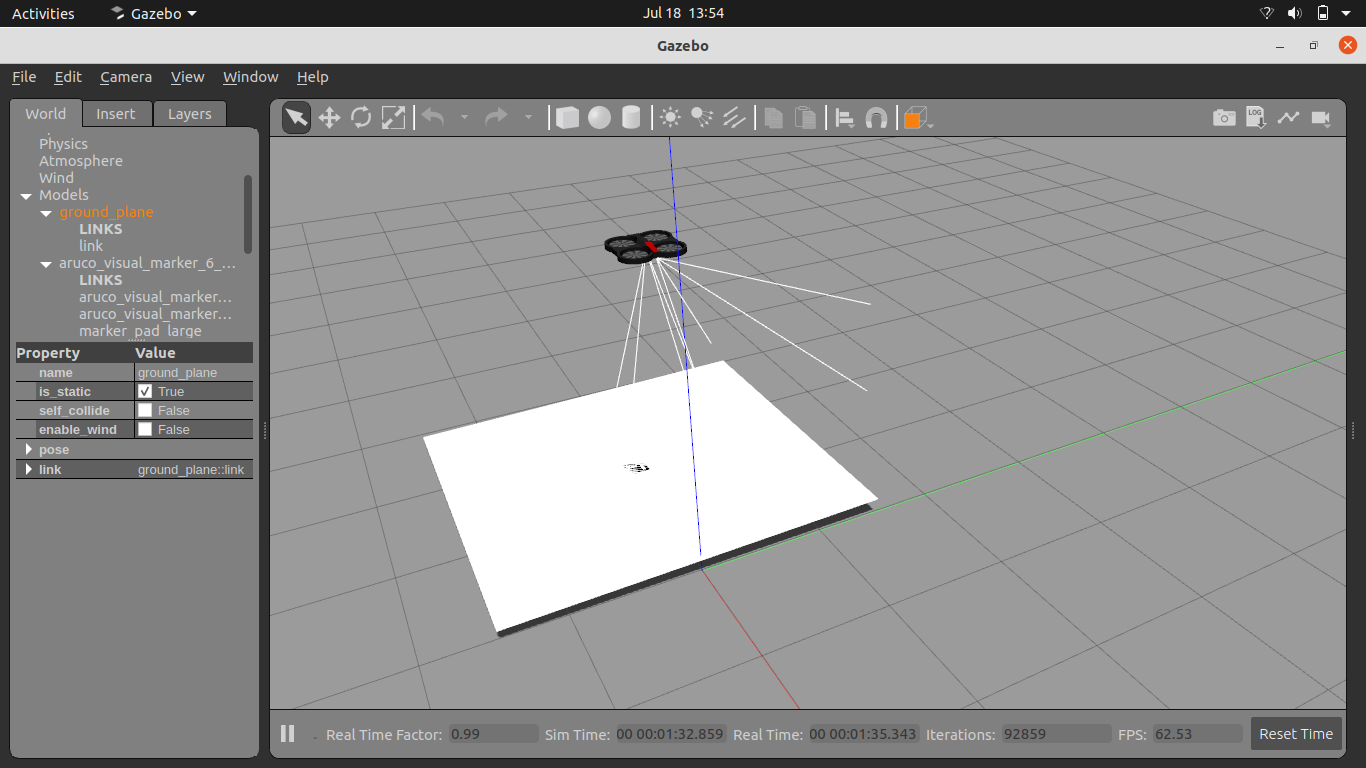 Activities Gazebo Jul 18 13:54
Gazebo
File Edit Camera View Window Help
World Insert Layers
LOG
Physics
Atmosphere
Wind
Models
ground_plane
LINKS
link
aruco_visual_marker_6_...
LINKS
aruco_visual_marker...
aruco_visual_marker...
marker_pad_large
Property Value
name ground_plane
is_static True
self_collide False
enable_wind False
pose
link ground_plane::link
Real Time Factor: 0.99 Sim Time: 00 00:01:32.859 Real Time: 00 00:01:35.343 Iterations: 92859 FPS: 62.53 Reset Time